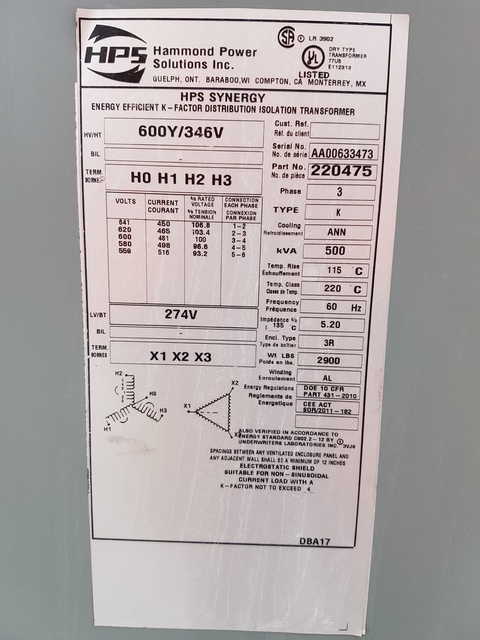 HPS
Hammond Power
Solutions Inc.
GUELPH, ONT. BARABOO,WI COMPTON, CA MONTERREY, MX
LR 3902
DRY TYPE
TRANSFORMER
77U5
E112313
LISTED
HPS SYNERGY
ENERGY EFFICIENT K-FACTOR DISTRIBUTION ISOLATION TRANSFORMER
HV/HT 600Y/346V
BIL -
TERM
BORNES H0 H1 H2 H3
VOLTS CURRENT COURANT % RATED VOLTAGE % TENSION NOMINALE CONNECTION EACH PHASE CONNEXION PAR PHASE
641 450 106.8 1-2
620 465 103.4 2-3
600 481 100 3-4
580 498 96.6 4-5
559 516 93.2 5-6
LV/BT 274V
BIL -
TERM
BORNES X1 X2 X3
H2 H0 H1 H3
X1 X2
Cust. Ref.
Réf. du client
Serial No.
No. de série AA00633473
Part No.
No. de pièce 220475
Phase 3
TYPE K
Cooling
Refroidissement ANN
kVA 500
Temp. Rise
Echauffement 115 °C
Temp. Class
Classe de Temp. 220 °C
Frequency
Fréquence 60 Hz
Impédance %
135 °C 5.20
Encl. Type
Type de boîtier 3R
Wt LBS
Poids en lbs. 2900
Winding
Enroulement AL
Energy Regulations
Reglements de
Energetique
DOE 10 CFR
PART 431-2010
CEE ACT
SOR/2011-182
ALSO VERIFIED IN ACCORDANCE TO
ENERGY STANDARD C802.2-12 BY
UNDERWRITERS LABORATORIES INC. 3VJ6
SPACINGS BETWEEN ANY VENTILATED ENCLOSURE PANEL AND
ANY ADJACENT WALL SHALL BE A MINIMUM OF 12 INCHES
ELECTROSTATIC SHIELD
SUITABLE FOR NON-SINUSOIDAL
CURRENT LOAD WITH A
K-FACTOR NOT TO EXCEED 4
DBA17